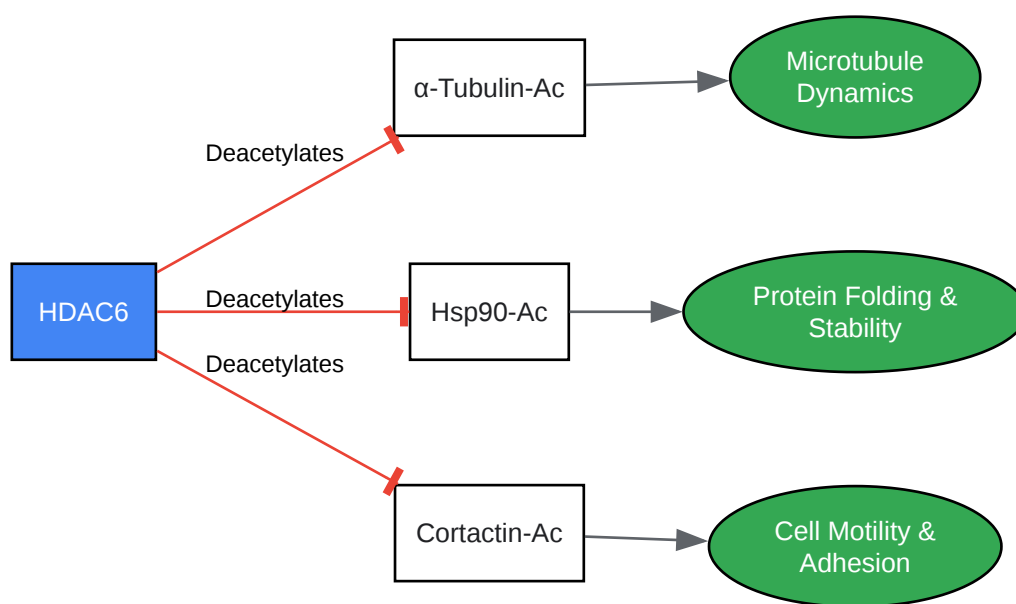 α-Tubulin-Ac
Microtubule
Dynamics
Deacetylates
HDAC6
Deacetylates
Hsp90-Ac
Protein Folding &
Stability
Deacetylates
Cortactin-Ac
Cell Motility &
Adhesion